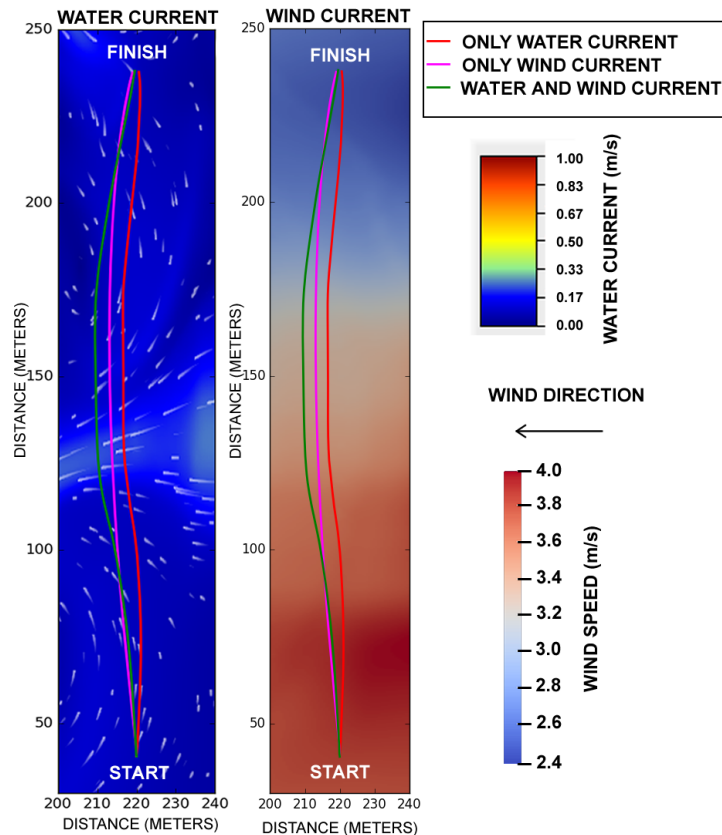 WATER CURRENT
WIND CURRENT
250
200
150
100
50
200 210 220 230 240
DISTANCE (METERS)
DISTANCE (METERS)
FINISH
START
250
200
150
100
50
200 210 220 230 240
DISTANCE (METERS)
DISTANCE (METERS)
FINISH
START
ONLY WATER CURRENT
ONLY WIND CURRENT
WATER AND WIND CURRENT
1.00
0.83
0.67
0.50
0.33
0.17
0.00
WATER CURRENT (m/s)
WIND DIRECTION
4.0
3.8
3.6
3.4
3.2
3.0
2.8
2.6
2.4
WIND SPEED (m/s)